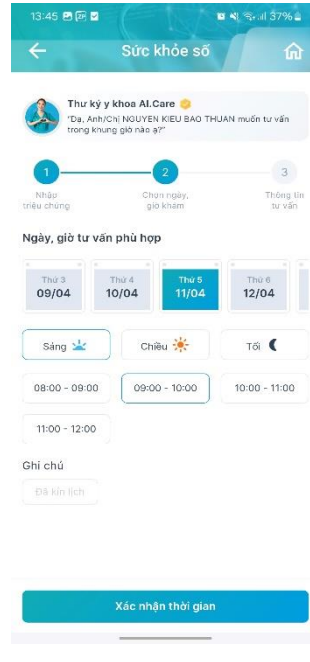 13:45 37%
Sức khỏe số
Thư ký y khoa AI.Care
"Dạ, Anh/Chị NGUYEN KIEU BAO THUAN muốn tư vấn
trong khung giờ nào ạ?"
1 2 3
Nhập Chọn ngày, Thông tin
triệu chứng giờ khám tư vấn
Ngày, giờ tư vấn phù hợp
Thứ 3 Thứ 4 Thứ 5 Thứ 6
09/04 10/04 11/04 12/04
Sáng Chiều Tối
08:00 - 09:00 09:00 - 10:00 10:00 - 11:00
11:00 - 12:00
Ghi chú
Đã kín lịch
Xác nhận thời gian